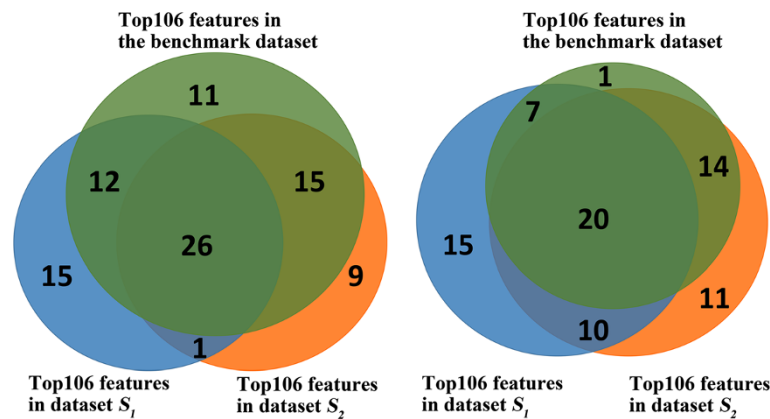 Top106 features in
the benchmark dataset
11
12
15
26
15
9
1
Top106 features
in dataset S1
Top106 features
in dataset S2
Top106 features in
the benchmark dataset
1
7
14
20
15
11
10
Top106 features
in dataset S1
Top106 features
in dataset S2